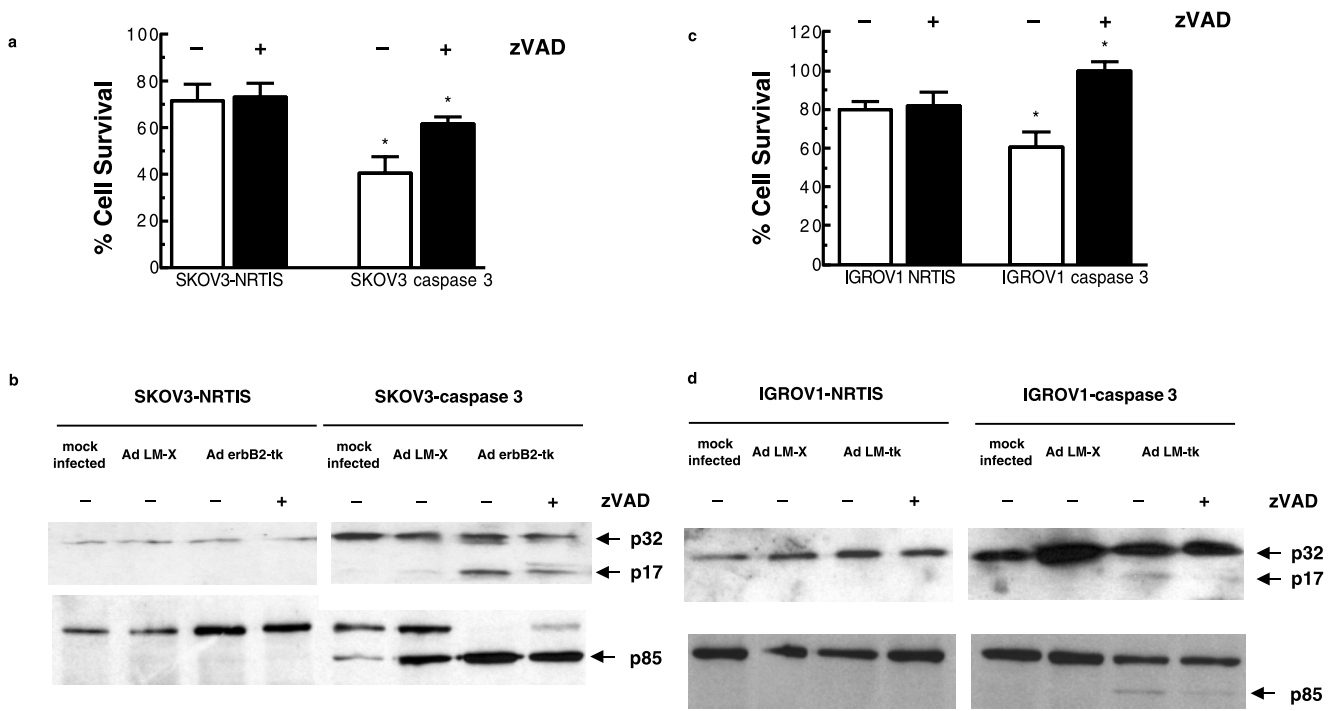 a
% Cell Survival
100
80
60
40
20
0
– + – + zVAD
*
*
SKOV3-NRTIS SKOV3 caspase 3
c
% Cell Survival
120
100
80
60
40
20
0
– + – + zVAD
*
*
IGROV1 NRTIS IGROV1 caspase 3
b
SKOV3-NRTIS SKOV3-caspase 3
mock infected Ad LM-X Ad erbB2-tk mock infected Ad LM-X Ad erbB2-tk
– – – + – – – + zVAD
p32
p17
p85
d
IGROV1-NRTIS IGROV1-caspase 3
mock infected Ad LM-X Ad LM-tk mock infected Ad LM-X Ad LM-tk
– – – + – – – + zVAD
p32
p17
p85